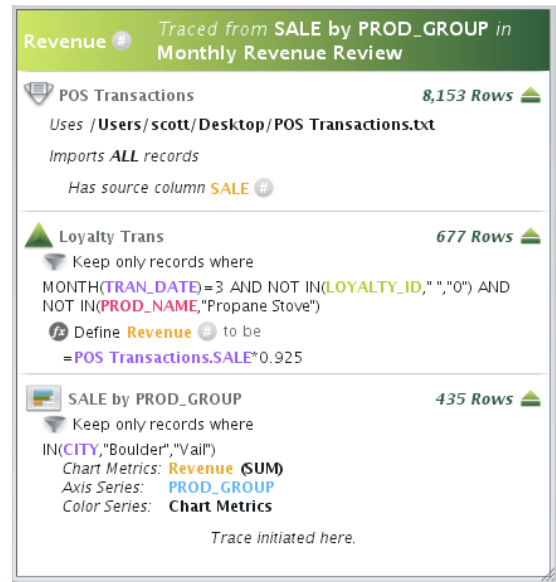 Revenue # Traced from SALE by PROD_GROUP in
Monthly Revenue Review
POS Transactions 8,153 Rows
Uses /Users/scott/Desktop/POS Transactions.txt
Imports ALL records
Has source column SALE #
Loyalty Trans 677 Rows
Keep only records where
MONTH(TRAN_DATE)=3 AND NOT IN(LOYALTY_ID," ","0") AND
NOT IN(PROD_NAME,"Propane Stove")
fx Define Revenue # to be
=POS Transactions.SALE*0.925
SALE by PROD_GROUP 435 Rows
Keep only records where
IN(CITY,"Boulder","Vail")
Chart Metrics: Revenue (SUM)
Axis Series: PROD_GROUP
Color Series: Chart Metrics
Trace initiated here.